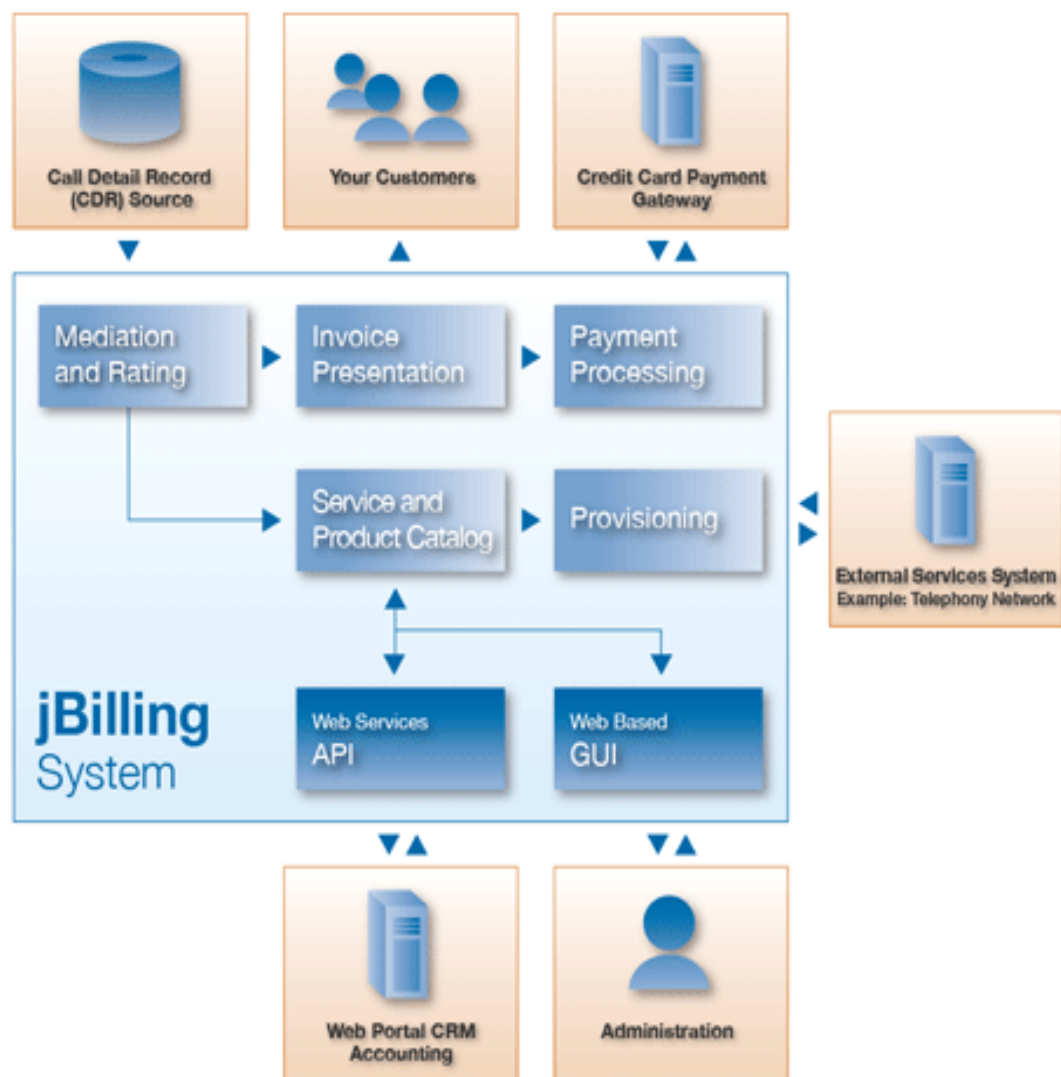 Call Detail Record
(CDR) Source
Your Customers
Credit Card Payment
Gateway
Mediation
and Rating
Invoice
Presentation
Payment
Processing
Service and
Product Catalog
Provisioning
External Services System
Example: Telephony Network
jBilling
System
Web Services
API
Web Based
GUI
Web Portal CRM
Accounting
Administration